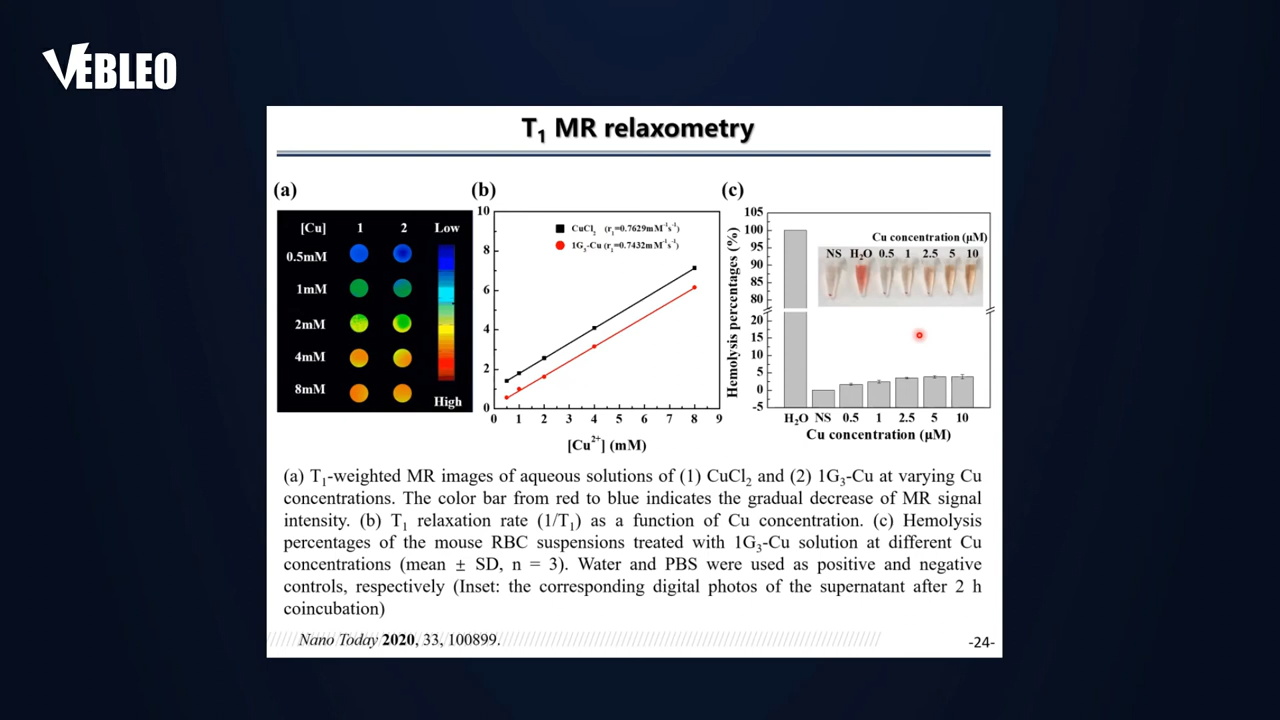 VEBLEO
T₁ MR relaxometry
(a)
[Cu] 1 2 Low
0.5mM
1mM
2mM
4mM
8mM
High
(b)
10
8
6
4
2
0
CuCl₂ (r₁=0.7629mM⁻¹s⁻¹)
1G₃-Cu (r₁=0.7432mM⁻¹s⁻¹)
0 1 2 3 4 5 6 7 8 9
[Cu²⁺] (mM)
(c)
Hemolysis percentages (%)
105
100
95
90
85
80
20
15
10
5
0
-5
Cu concentration (μM)
NS H₂O 0.5 1 2.5 5 10
H₂O NS 0.5 1 2.5 5 10
Cu concentration (μM)
(a) T₁-weighted MR images of aqueous solutions of (1) CuCl₂ and (2) 1G₃-Cu at varying Cu
concentrations. The color bar from red to blue indicates the gradual decrease of MR signal
intensity. (b) T₁ relaxation rate (1/T₁) as a function of Cu concentration. (c) Hemolysis
percentages of the mouse RBC suspensions treated with 1G₃-Cu solution at different Cu
concentrations (mean ± SD, n = 3). Water and PBS were used as positive and negative
controls, respectively (Inset: the corresponding digital photos of the supernatant after 2 h
coincubation)
Nano Today 2020, 33, 100899.
-24-